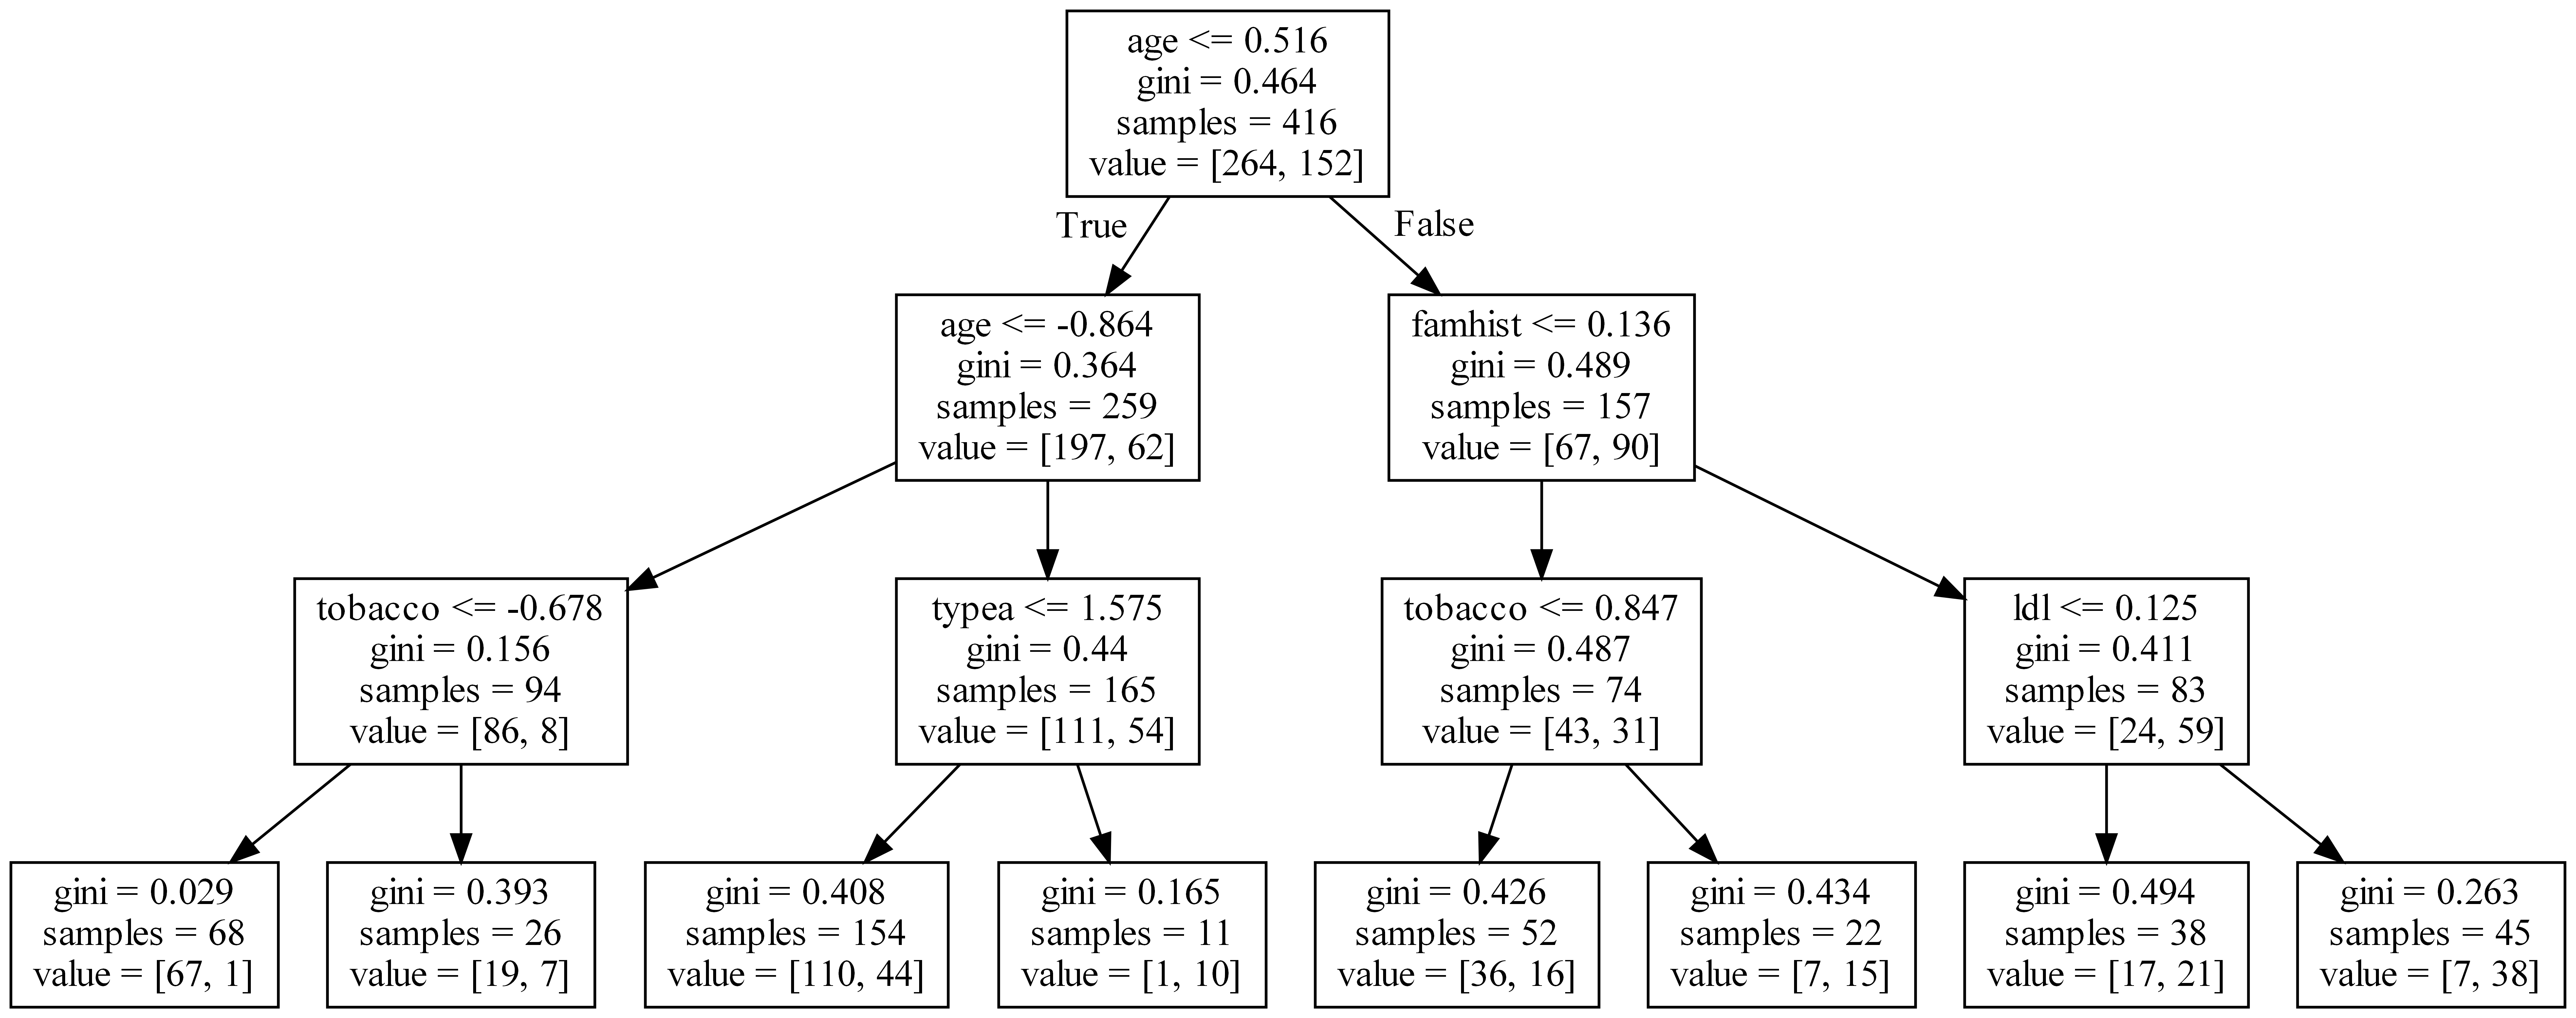 age <= 0.516
gini = 0.464
samples = 416
value = [264, 152]
True
False
age <= -0.864
gini = 0.364
samples = 259
value = [197, 62]
famhist <= 0.136
gini = 0.489
samples = 157
value = [67, 90]
tobacco <= -0.678
gini = 0.156
samples = 94
value = [86, 8]
typea <= 1.575
gini = 0.44
samples = 165
value = [111, 54]
tobacco <= 0.847
gini = 0.487
samples = 74
value = [43, 31]
ldl <= 0.125
gini = 0.411
samples = 83
value = [24, 59]
gini = 0.029
samples = 68
value = [67, 1]
gini = 0.393
samples = 26
value = [19, 7]
gini = 0.408
samples = 154
value = [110, 44]
gini = 0.165
samples = 11
value = [1, 10]
gini = 0.426
samples = 52
value = [36, 16]
gini = 0.434
samples = 22
value = [7, 15]
gini = 0.494
samples = 38
value = [17, 21]
gini = 0.263
samples = 45
value = [7, 38]